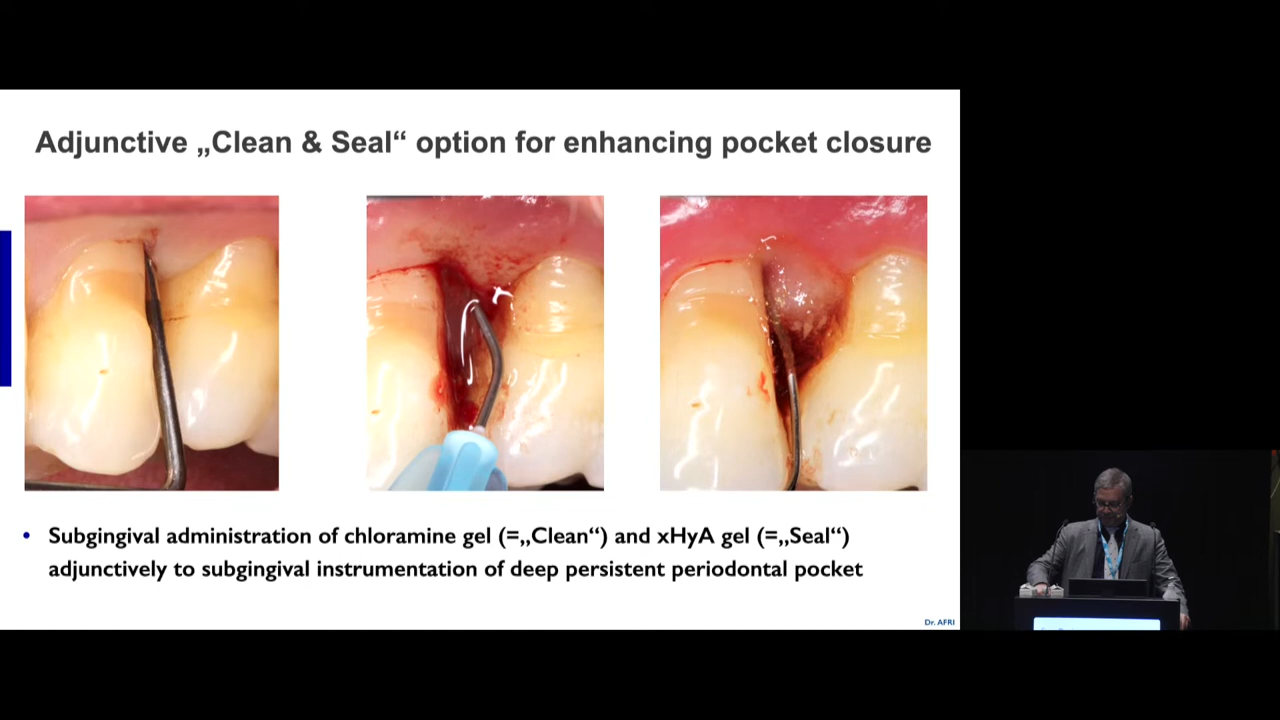 Adjunctive „Clean & Seal“ option for enhancing pocket closure
• Subgingival administration of chloramine gel (=„Clean“) and xHyA gel (=„Seal“)
adjunctively to subgingival instrumentation of deep persistent periodontal pocket
Dr. AFRI